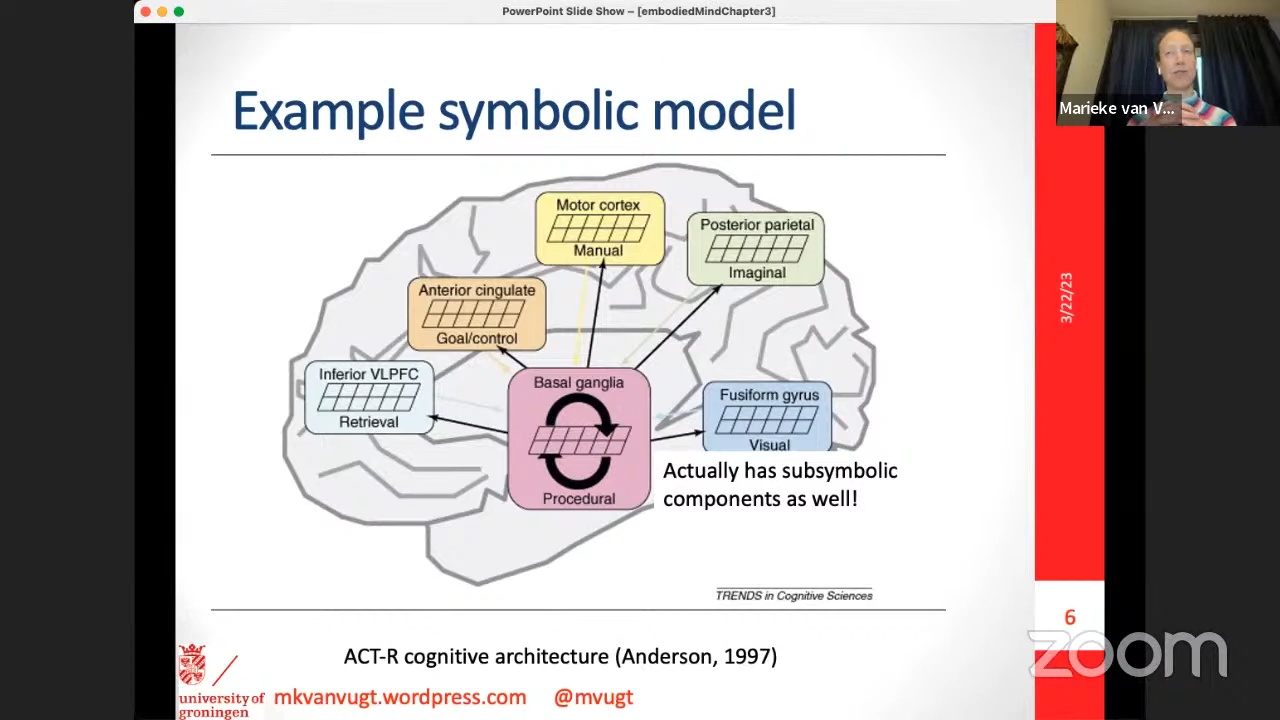 PowerPoint Slide Show – [embodiedMindChapter3]
Marieke van V...
Example symbolic model
Motor cortex
Manual
Posterior parietal
Imaginal
Anterior cingulate
Goal/control
Inferior VLPFC
Retrieval
Basal ganglia
Procedural
Fusiform gyrus
Visual
Actually has subsymbolic
components as well!
TRENDS in Cognitive Sciences
3/22/23
6
zoom
ACT-R cognitive architecture (Anderson, 1997)
university of
groningen
mkvanvugt.wordpress.com @mvugt